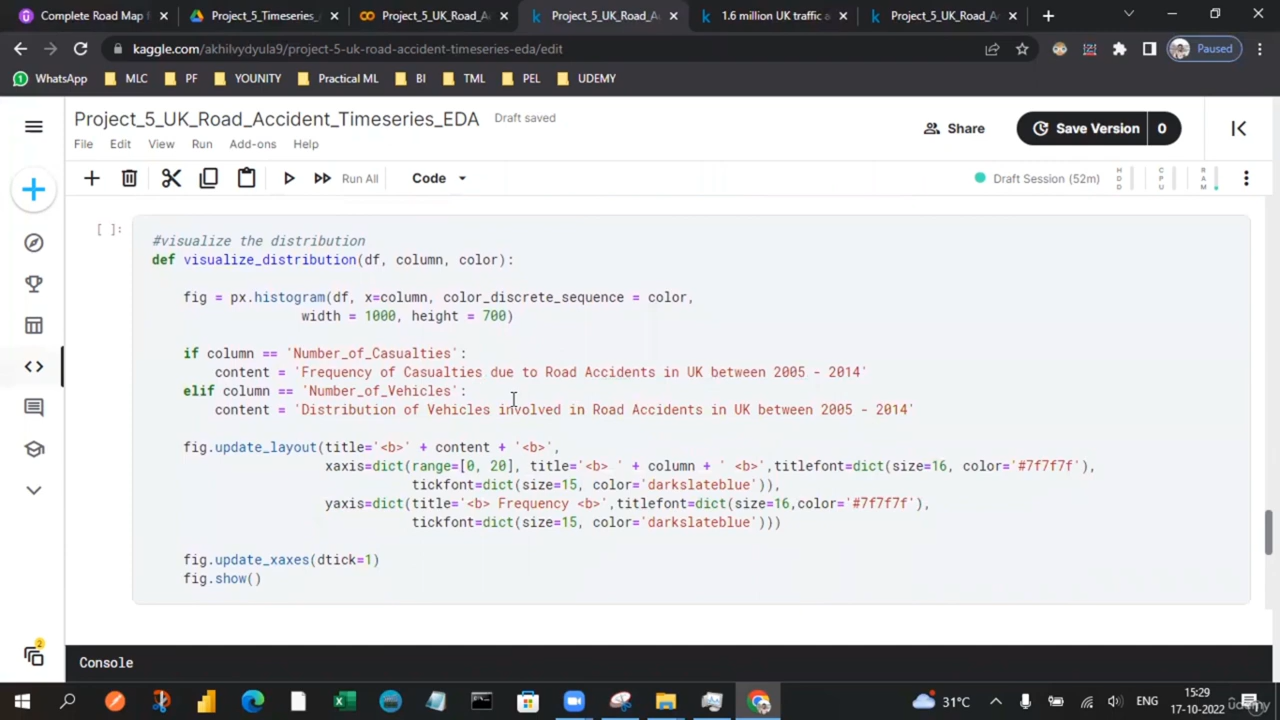 Complete Road Map
Project_5_Timeseries_
Project_5_UK_Road_A
Project_5_UK_Road_A
1.6 million UK traffic a
Project_5_UK_Road_A
kaggle.com/akhilvydyula9/project-5-uk-road-accident-timeseries-eda/edit
Paused
WhatsApp MLC PF YOUNITY Practical ML BI TML PEL UDEMY
Project_5_UK_Road_Accident_Timeseries_EDA Draft saved
File Edit View Run Add-ons Help
Share
Save Version 0
Run All
Code
Draft Session (52m)
HDD
CPU
RAM
[ ]:
#visualize the distribution
def visualize_distribution(df, column, color):
fig = px.histogram(df, x=column, color_discrete_sequence = color,
width = 1000, height = 700)
if column == 'Number_of_Casualties':
content = 'Frequency of Casualties due to Road Accidents in UK between 2005 - 2014'
elif column == 'Number_of_Vehicles':
content = 'Distribution of Vehicles involved in Road Accidents in UK between 2005 - 2014'
fig.update_layout(title='<b>' + content + '<b>',
xaxis=dict(range=[0, 20], title='<b> ' + column + ' <b>',titlefont=dict(size=16, color='#7f7f7f'),
tickfont=dict(size=15, color='darkslateblue')),
yaxis=dict(title='<b> Frequency <b>',titlefont=dict(size=16,color='#7f7f7f'),
tickfont=dict(size=15, color='darkslateblue')))
fig.update_xaxes(dtick=1)
fig.show()
2
Console
31°C
ENG
15:29
17-10-2022
udemy